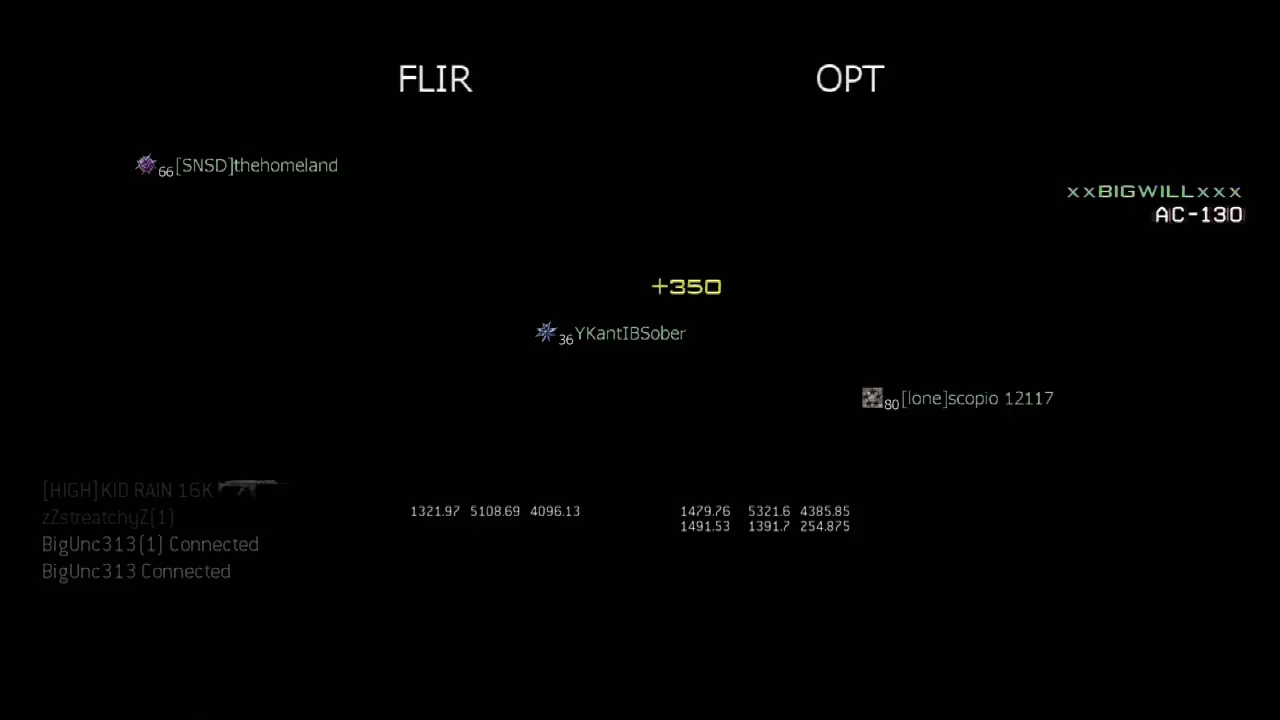 FLIR OPT
66 [SNSD]thehomeland
xxBIGWILLxxx
AC-130
+350
36 YKantIBSober
80 [lone]scopio 12117
[HIGH]KID RAIN 16K
zZstreatchyZ(1)
BigUnc313(1) Connected
BigUnc313 Connected
1321.97 5108.69 4096.13
1479.76 5321.6 4385.85
1491.53 1391.7 254.875